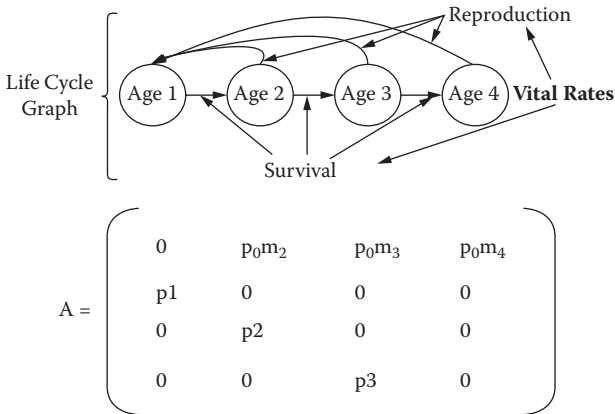 Reproduction
Life Cycle
Graph
Age 1 Age 2 Age 3 Age 4 Vital Rates
Survival
A =
0 p₀m₂ p₀m₃ p₀m₄
p1 0 0 0
0 p2 0 0
0 0 p3 0